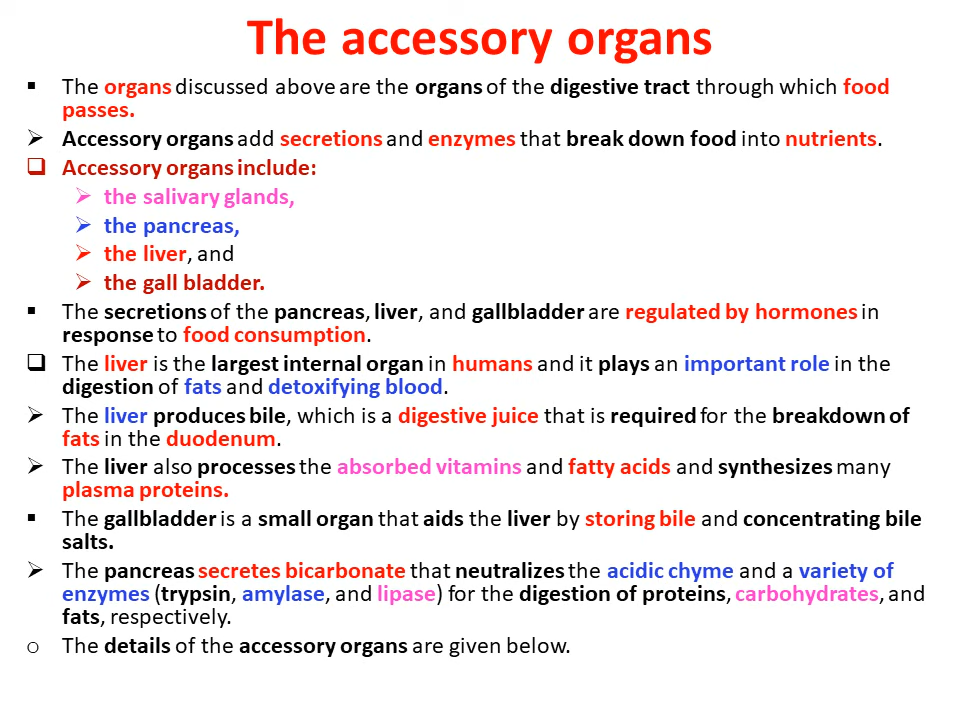 The accessory organs
▪ The organs discussed above are the organs of the digestive tract through which food
passes.
➢ Accessory organs add secretions and enzymes that break down food into nutrients.
❑ Accessory organs include:
➢ the salivary glands,
➢ the pancreas,
➢ the liver, and
➢ the gall bladder.
▪ The secretions of the pancreas, liver, and gallbladder are regulated by hormones in
response to food consumption.
❑ The liver is the largest internal organ in humans and it plays an important role in the
digestion of fats and detoxifying blood.
➢ The liver produces bile, which is a digestive juice that is required for the breakdown of
fats in the duodenum.
➢ The liver also processes the absorbed vitamins and fatty acids and synthesizes many
plasma proteins.
▪ The gallbladder is a small organ that aids the liver by storing bile and concentrating bile
salts.
➢ The pancreas secretes bicarbonate that neutralizes the acidic chyme and a variety of
enzymes (trypsin, amylase, and lipase) for the digestion of proteins, carbohydrates, and
fats, respectively.
o The details of the accessory organs are given below.